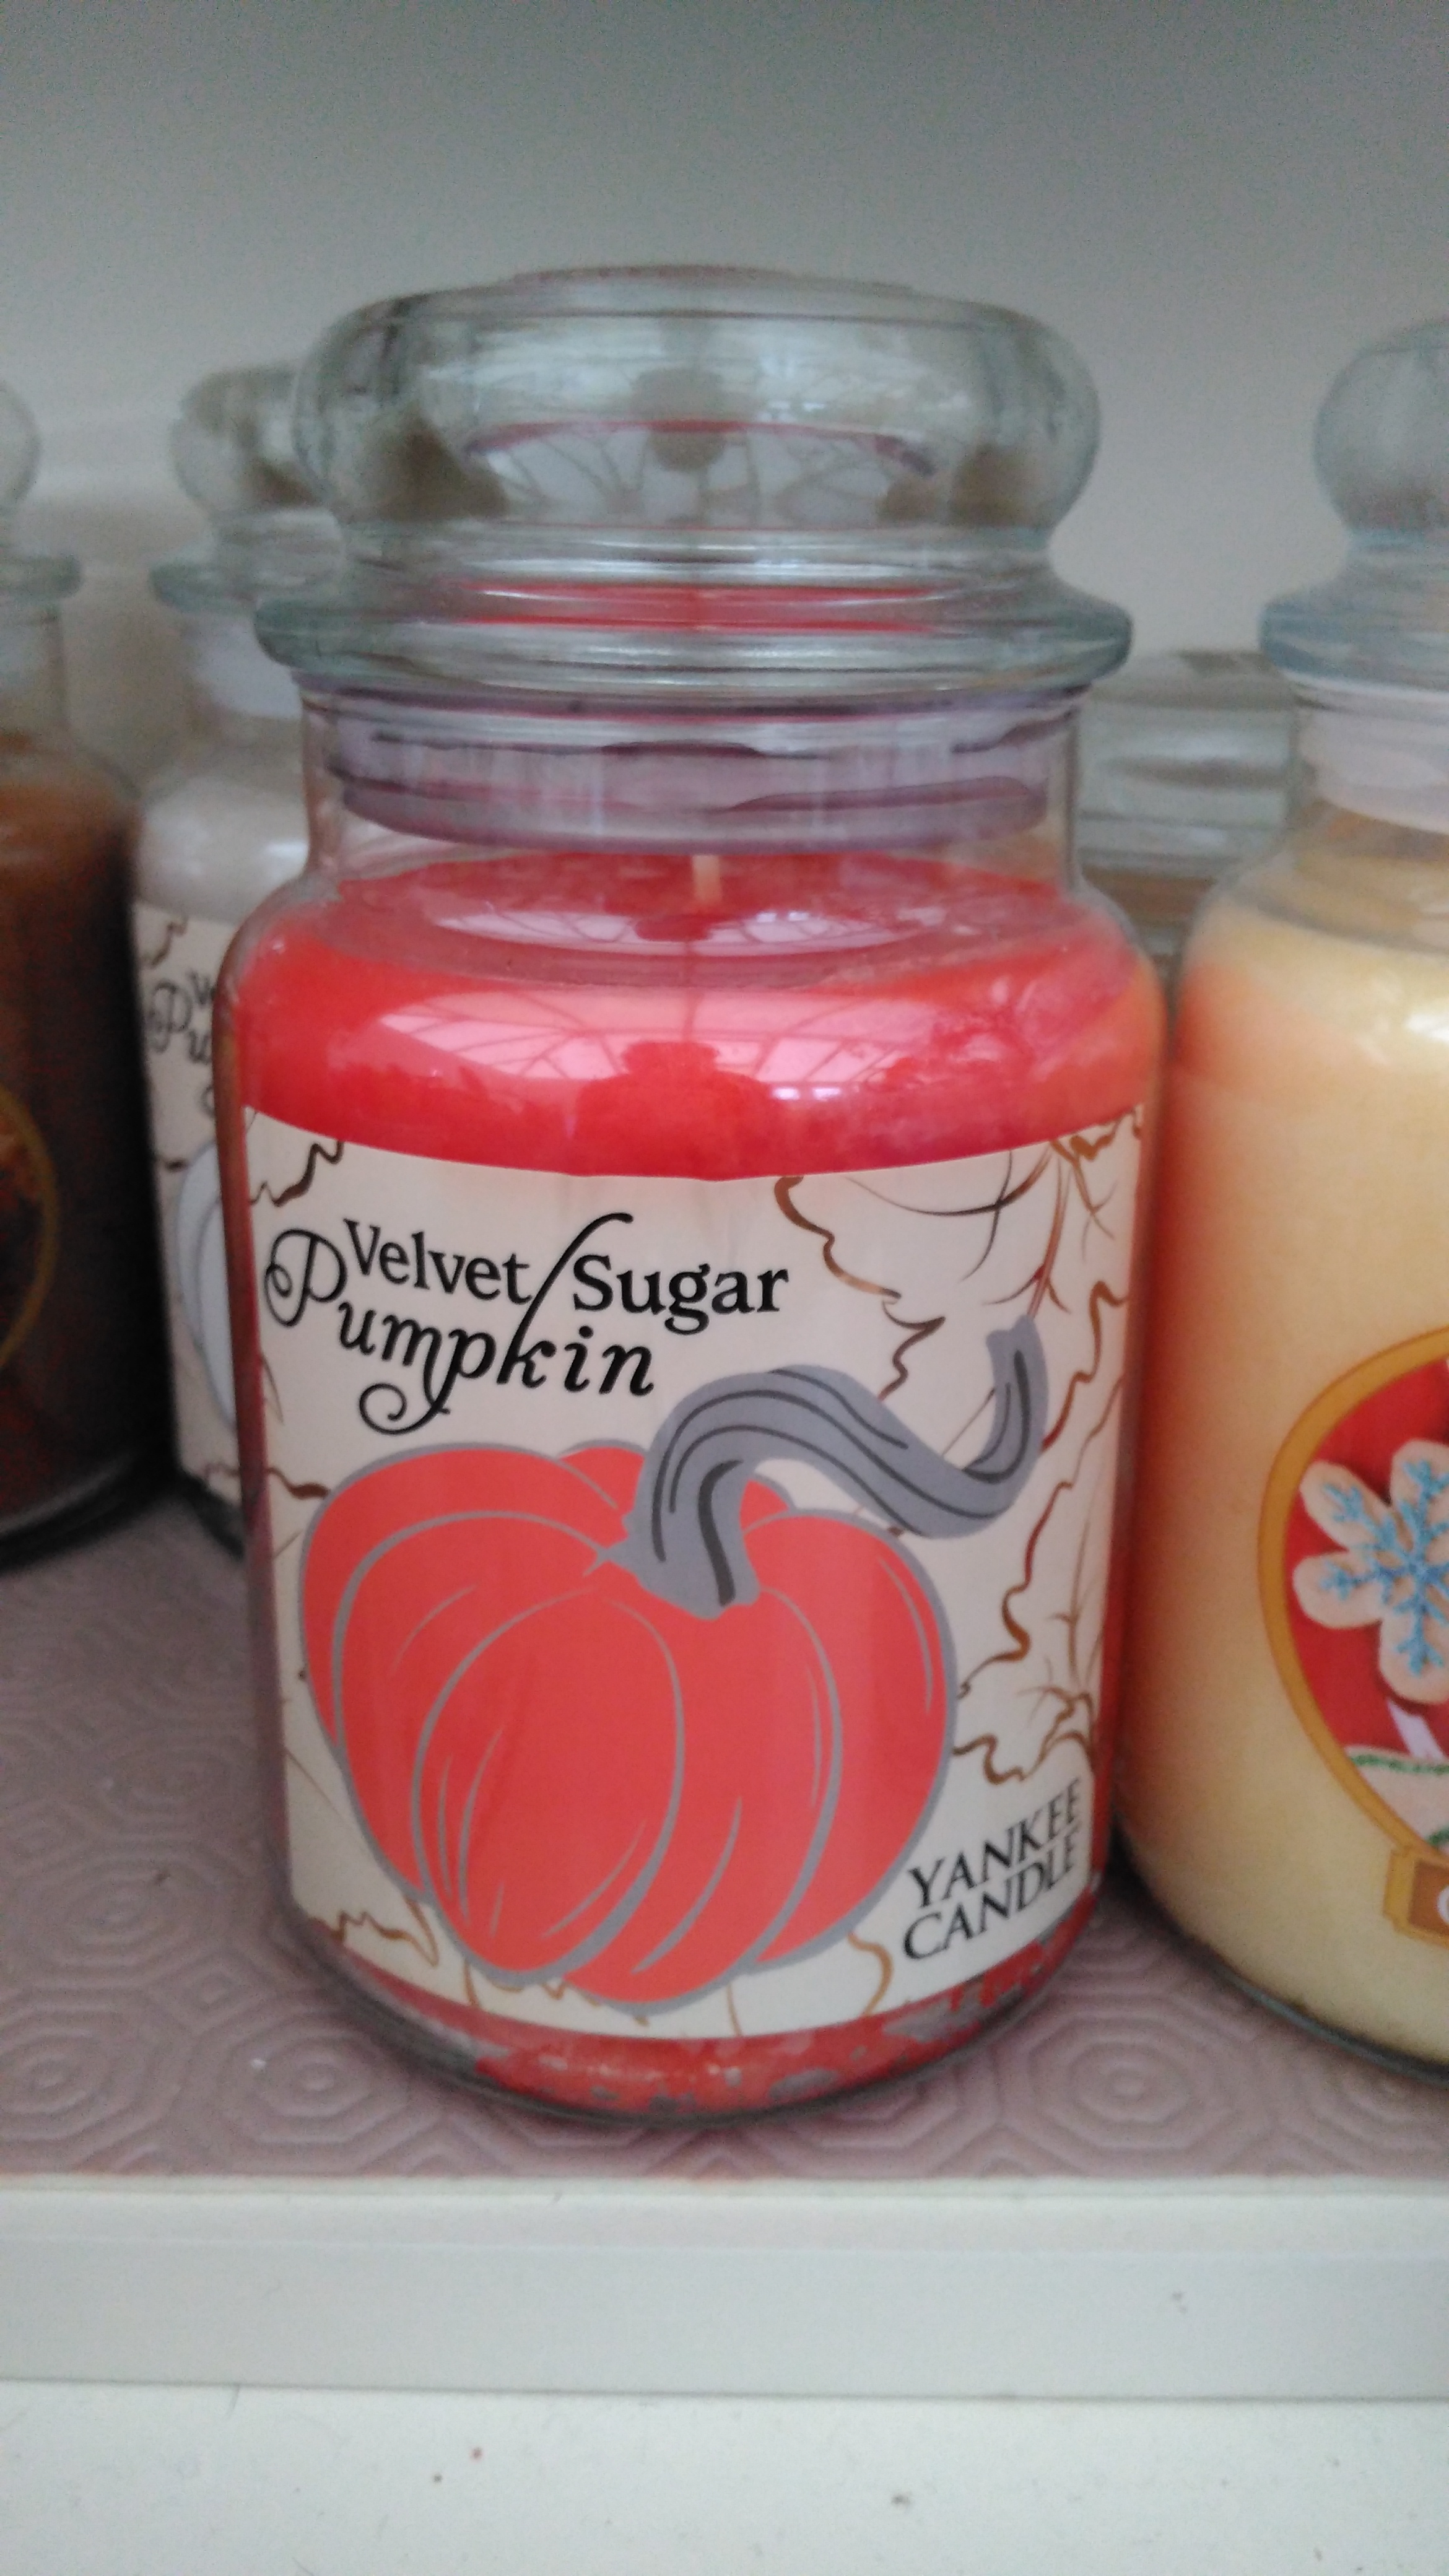 Velvet Sugar
Pumpkin
YANKEE
CANDLE